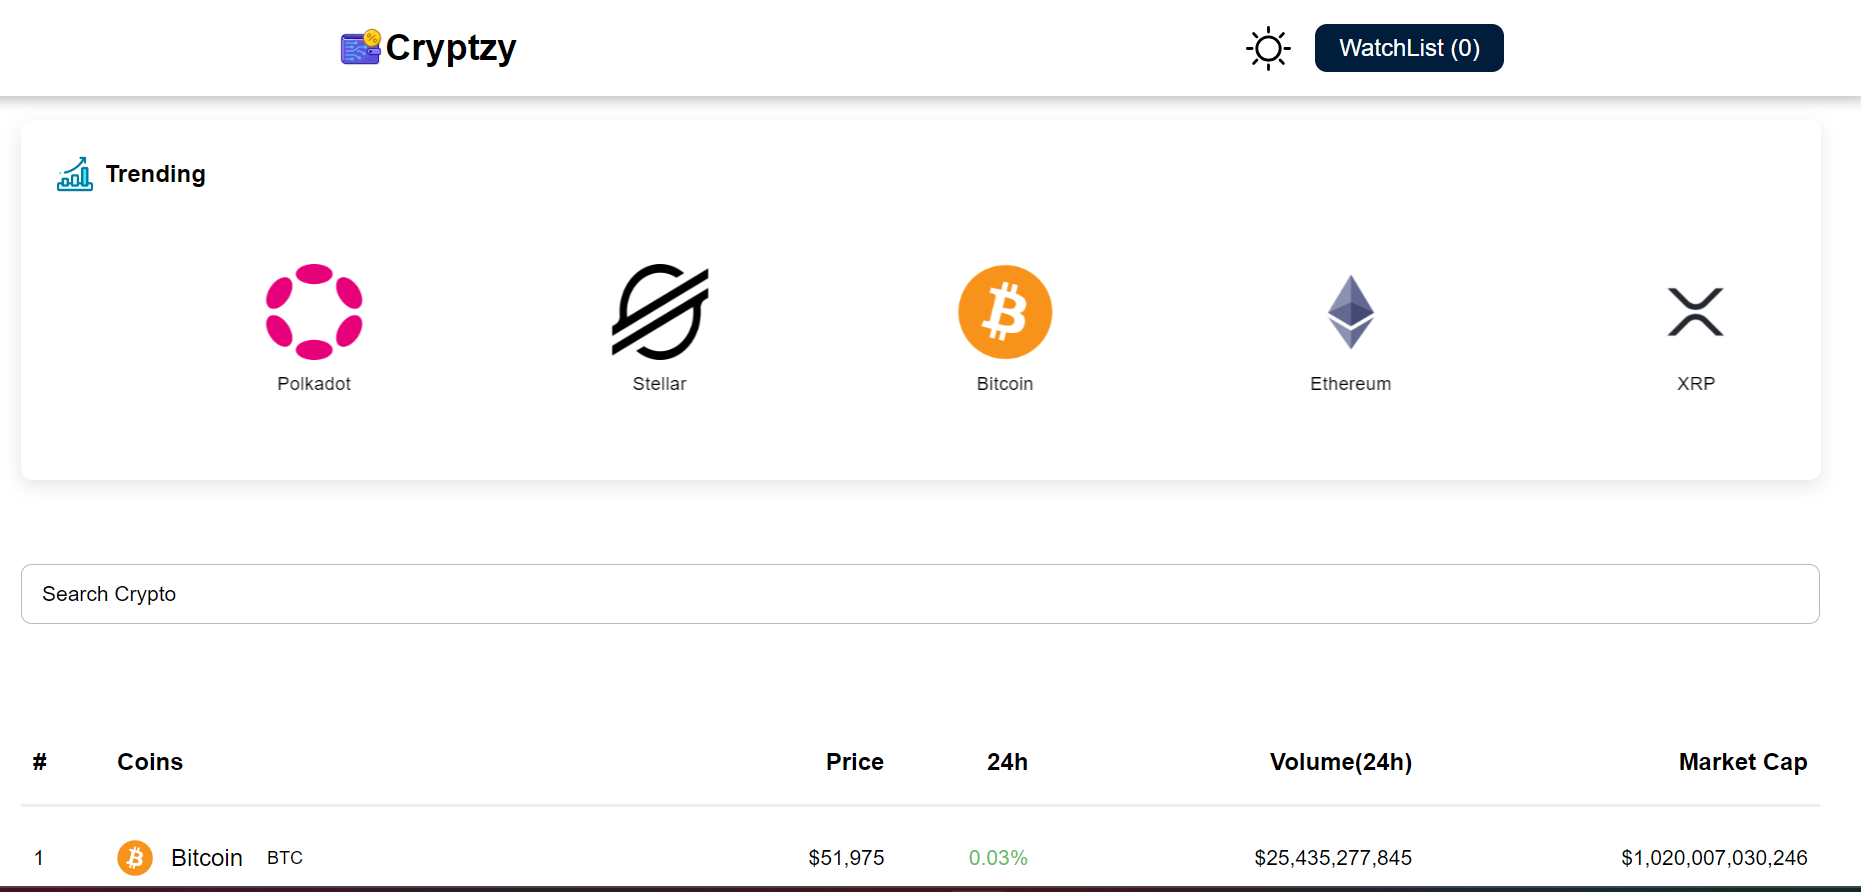 Cryptzy
WatchList (0)
Trending
Polkadot Stellar Bitcoin Ethereum XRP
Search Crypto
# Coins Price 24h Volume(24h) Market Cap
1 Bitcoin BTC $51,975 0.03% $25,435,277,845 $1,020,007,030,246